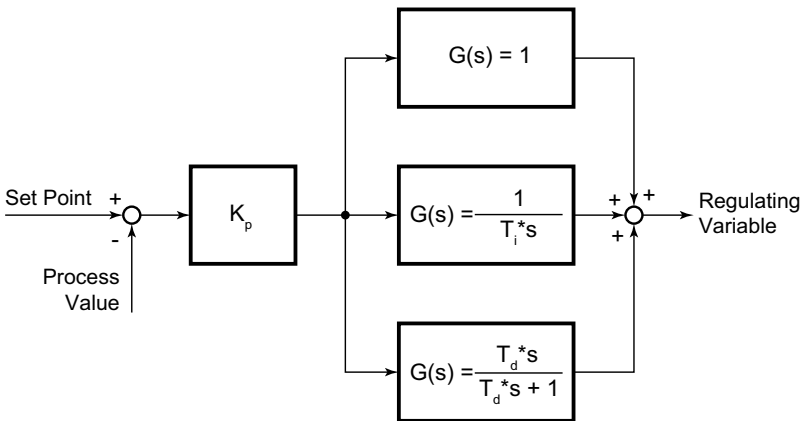 G(s) = 1
Set Point
+
-
Process
Value
K_p
G(s) = 1 / T_i*s
+
+
+
Regulating
Variable
G(s) = T_d*s / T_d*s + 1